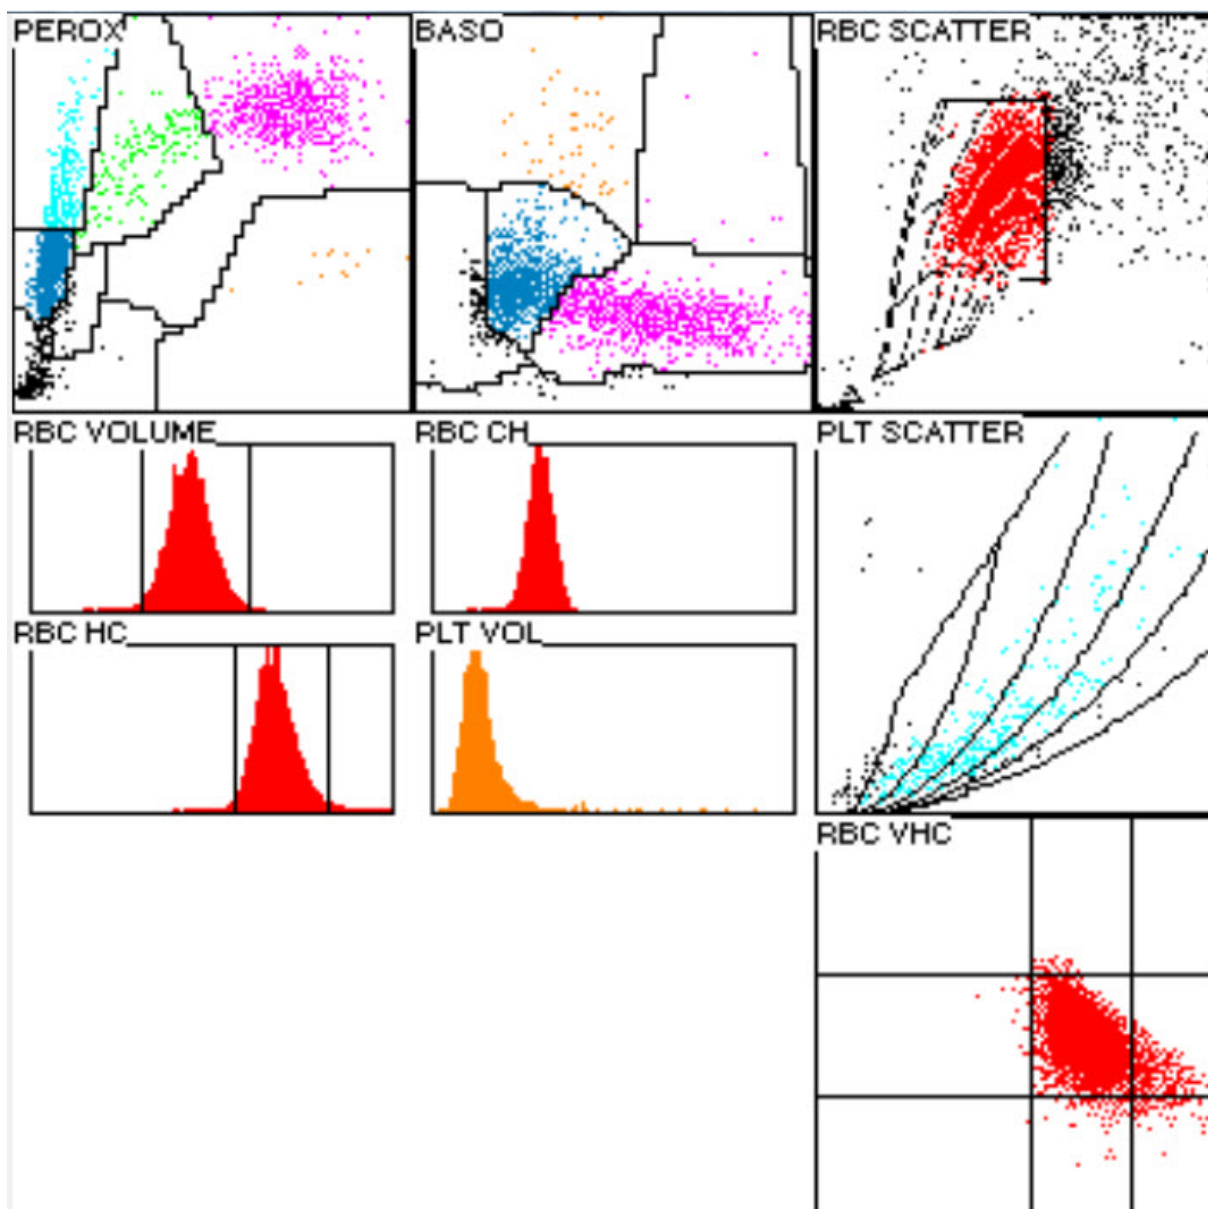 PEROX
BASO
RBC SCATTER
RBC VOLUME
RBC CH
PLT SCATTER
RBC HC
PLT VOL
RBC VHC